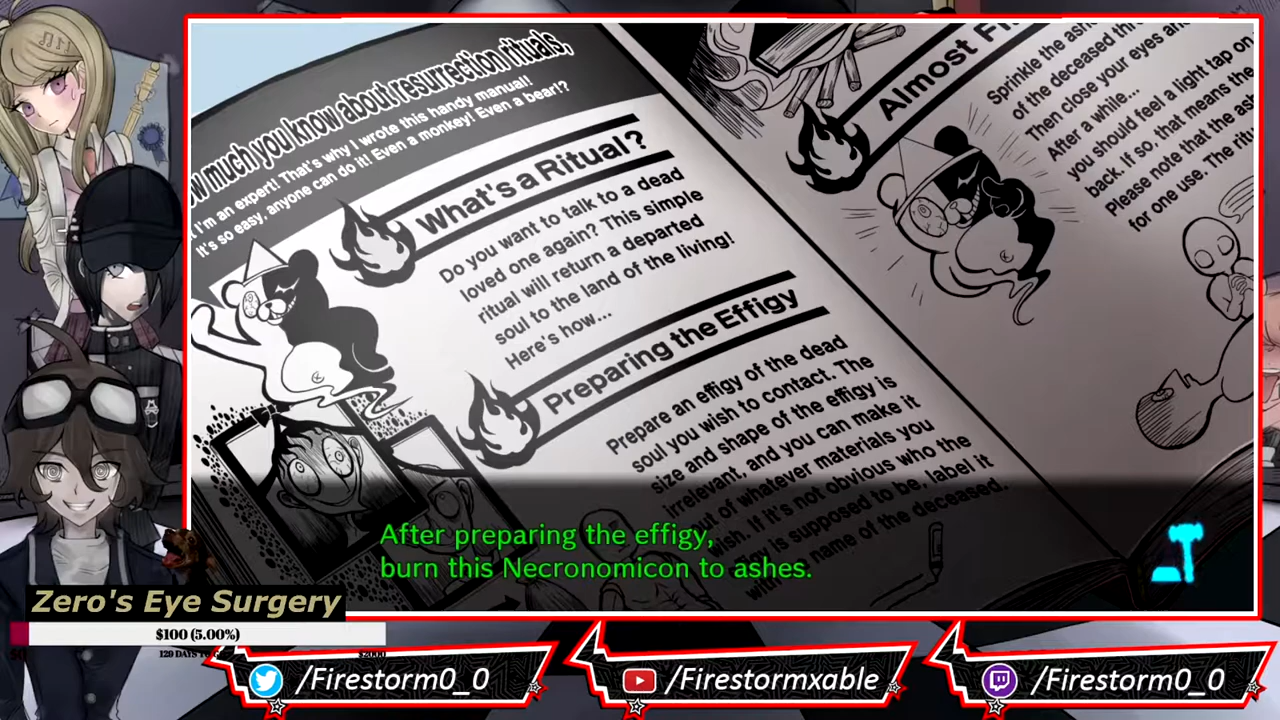 much you know about resurrection rituals,
I'm an expert! That's why I wrote this handy manual!
It's so easy, anyone can do it! Even a monkey! Even a bear!?
What's a Ritual?
Do you want to talk to a dead
loved one again? This simple
ritual will return a departed
soul to the land of the living!
Here's how...
Preparing the Effigy
Prepare an effigy of the dead
soul you wish to contact. The
size and shape of the effigy is
irrelevant, and you can make it
out of whatever materials you
wish. If it's not obvious who the
effigy is supposed to be, label it
name of the deceased.
Almost
Sprinkle the
of the deceased
Then close your eyes
After a while...
you should feel a light tap on
back. If so, that means the
Please note that the
for one use. The
After preparing the effigy,
burn this Necronomicon to ashes.
Zero's Eye Surgery
$100 (5.00%)
129 DAYS TO
$2000
/Firestorm0_0
/Firestormxable
/Firestorm0_0